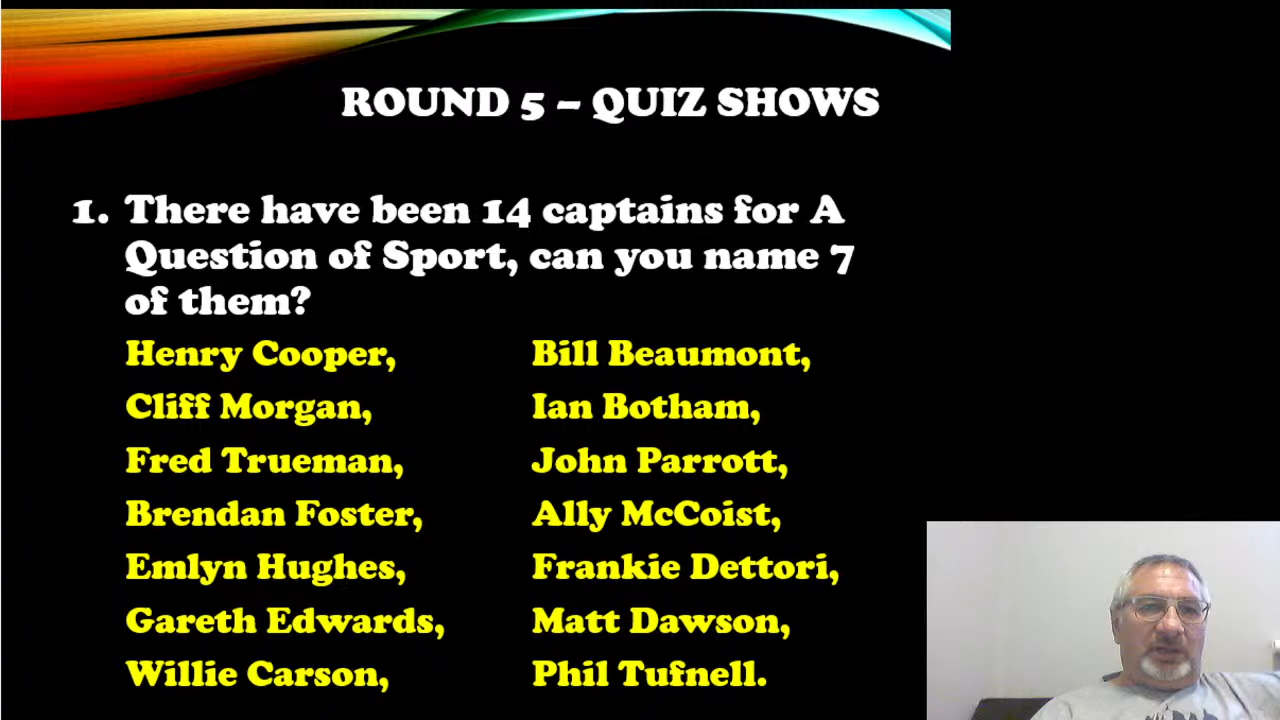 ROUND 5 – QUIZ SHOWS
1. There have been 14 captains for A
Question of Sport, can you name 7
of them?
Henry Cooper, Bill Beaumont,
Cliff Morgan, Ian Botham,
Fred Trueman, John Parrott,
Brendan Foster, Ally McCoist,
Emlyn Hughes, Frankie Dettori,
Gareth Edwards, Matt Dawson,
Willie Carson, Phil Tufnell.